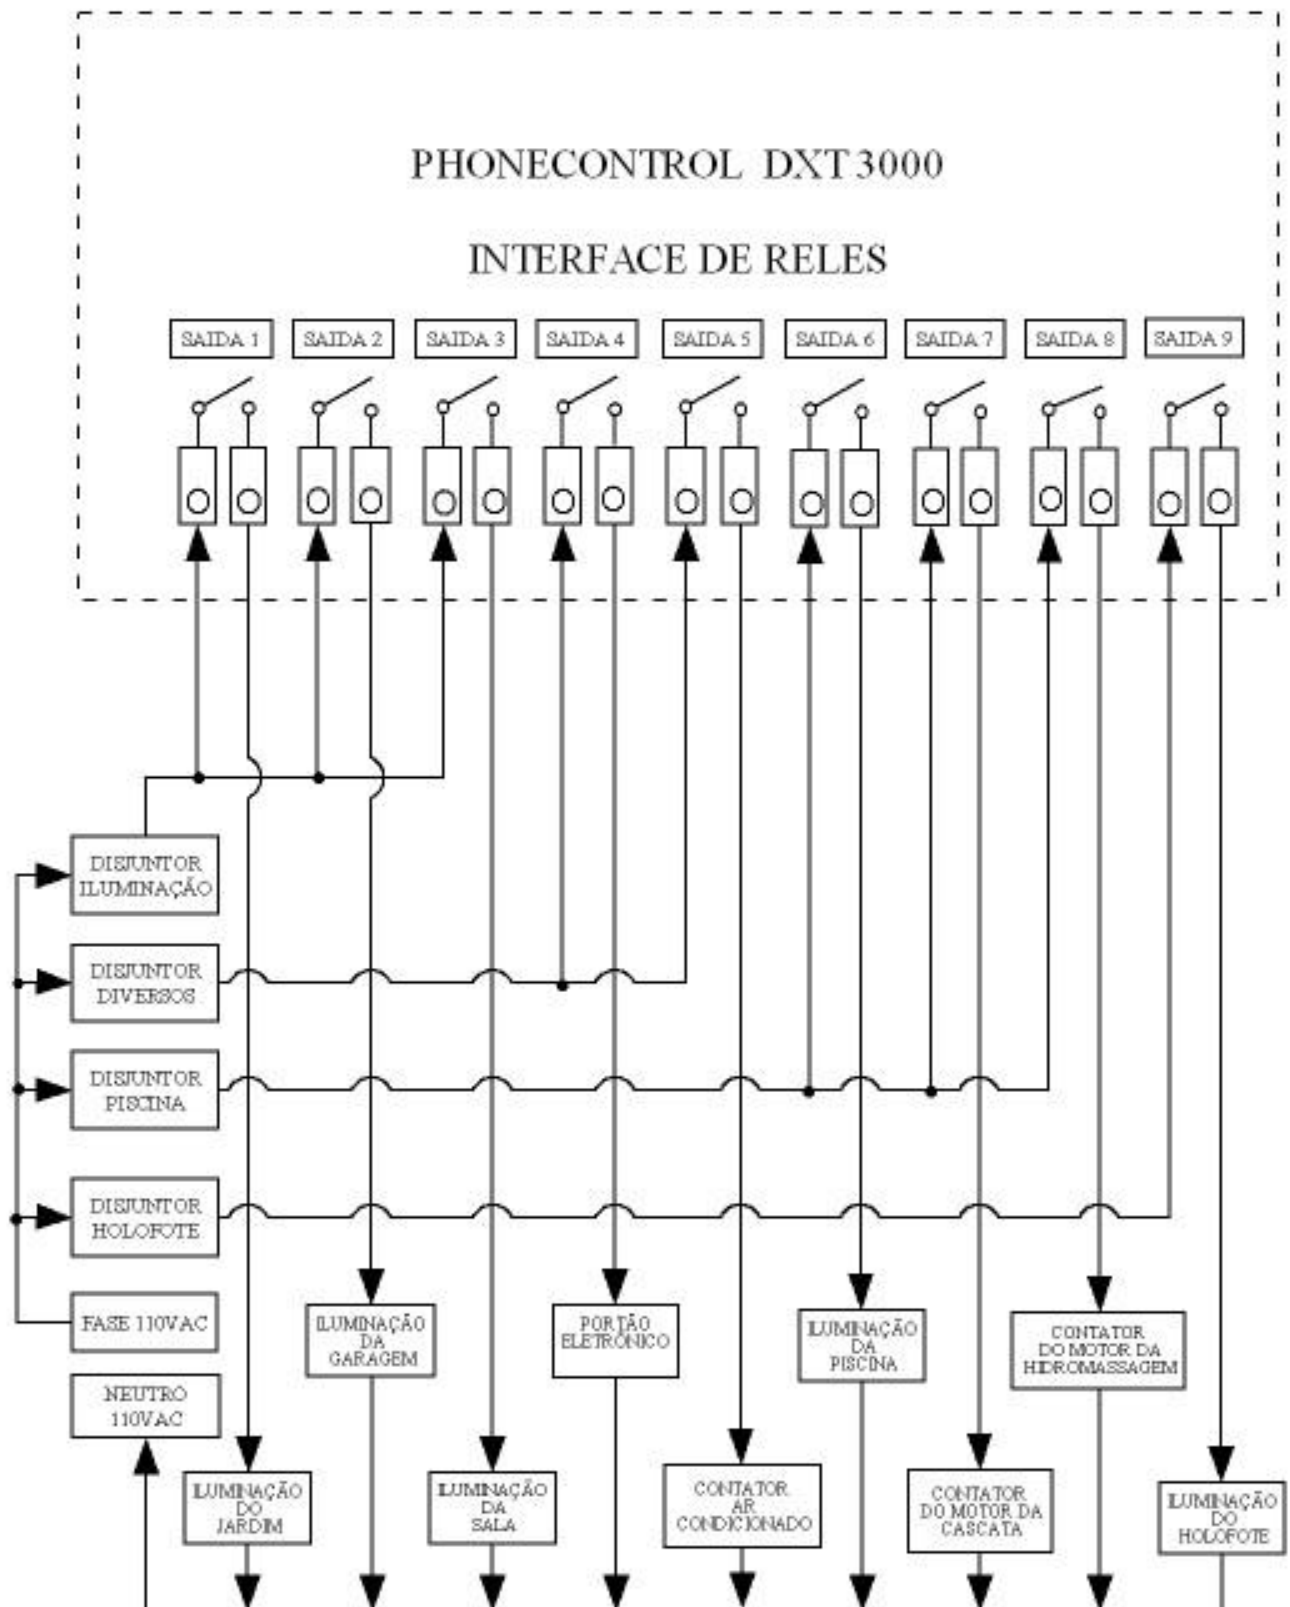 PHONECONTROL DXT 3000
INTERFACE DE RELES
SAIDA 1
SAIDA 2
SAIDA 3
SAIDA 4
SAIDA 5
SAIDA 6
SAIDA 7
SAIDA 8
SAIDA 9
DISJUNTOR
ILUMINAÇÃO
DISJUNTOR
DIVERSOS
DISJUNTOR
PISCINA
DISJUNTOR
HOLOFOTE
FASE 110VAC
NEUTRO
110VAC
ILUMINAÇÃO
DA
GARAGEM
PORTÃO
ELETRÔNICO
ILUMINAÇÃO
DA
PISCINA
CONTATOR
DO MOTOR DA
HIDROMASSAGEM
ILUMINAÇÃO
DO
JARDIM
ILUMINAÇÃO
DA
SALA
CONTATOR
AR
CONDICIONADO
CONTATOR
DO MOTOR DA
CASCATA
ILUMINAÇÃO
DO
HOLOFOTE